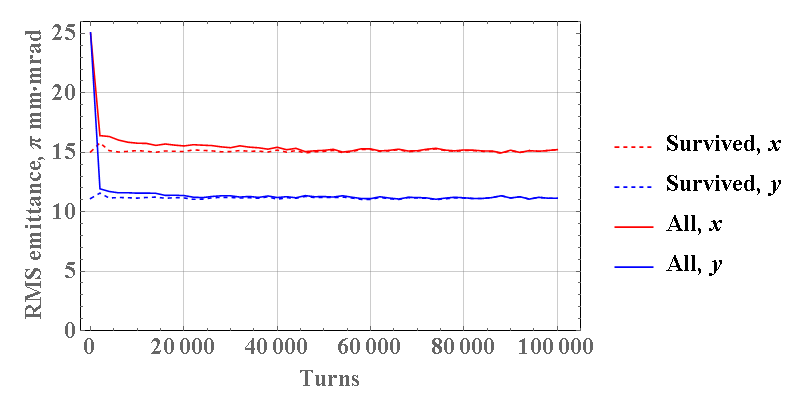 RMS emittance, π mm·mrad
25
20
15
10
5
0
0 20 000 40 000 60 000 80 000 100 000
Turns
Survived, x
Survived, y
All, x
All, y